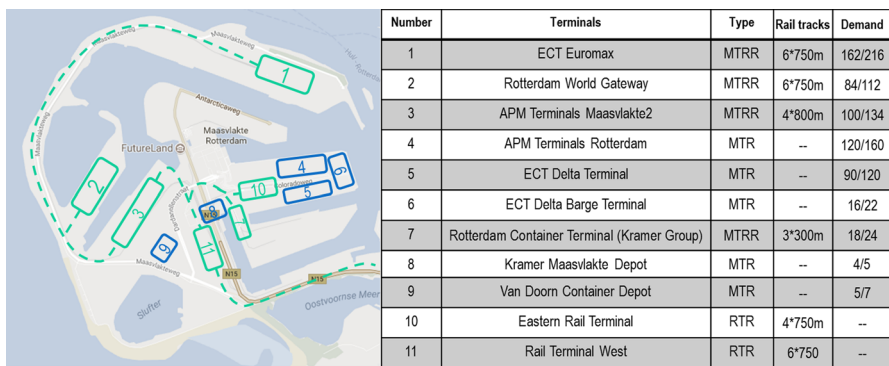 Maasvlakteweg
Maasvlakteweg
Antarcticaweg
Maasvlakte
Rotterdam
FutureLand
Coloradoweg
Maasvlakteweg
Slufter
N15
N15
N15
Oostvoornse Meer
1
2
3
4
5
6
7
8
9
10
11
Number Terminals Type Rail tracks Demand
1 ECT Euromax MTRR 6*750m 162/216
2 Rotterdam World Gateway MTRR 6*750m 84/112
3 APM Terminals Maasvlakte2 MTRR 4*800m 100/134
4 APM Terminals Rotterdam MTR -- 120/160
5 ECT Delta Terminal MTR -- 90/120
6 ECT Delta Barge Terminal MTR -- 16/22
7 Rotterdam Container Terminal (Kramer Group) MTRR 3*300m 18/24
8 Kramer Maasvlakte Depot MTR -- 4/5
9 Van Doorn Container Depot MTR -- 5/7
10 Eastern Rail Terminal RTR 4*750m --
11 Rail Terminal West RTR 6*750 --